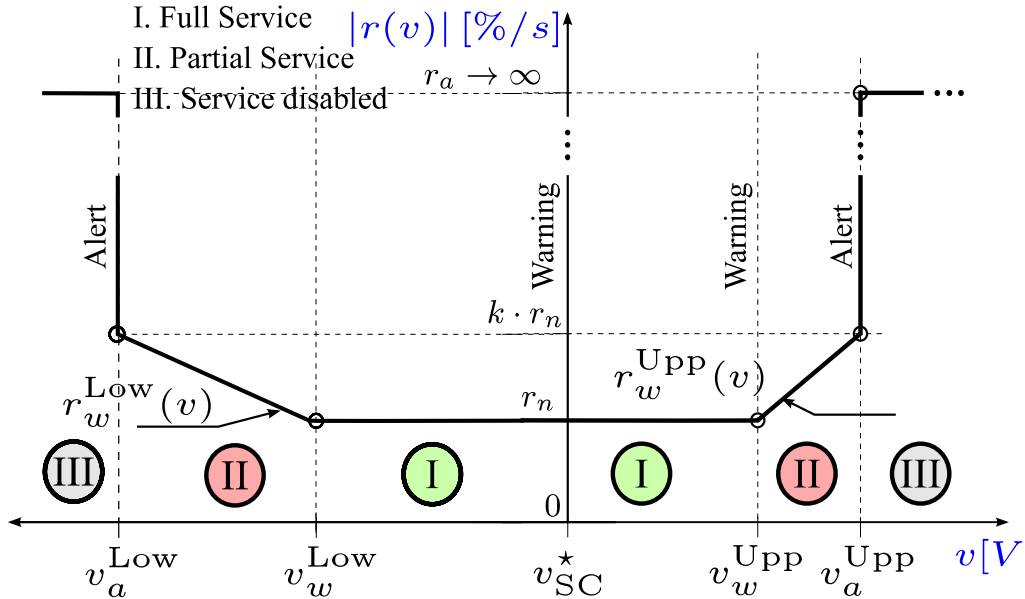 I. Full Service
|r(v)| [%/s]
II. Partial Service
r_a → ∞
III. Service disabled
Alert
Warning
Warning
Alert
k · r_n
r_w^Low(v)
r_n
r_w^Upp(v)
III
II
I
I
II
III
0
v_a^Low
v_w^Low
v_SC^⋆
v_w^Upp
v_a^Upp
v[V